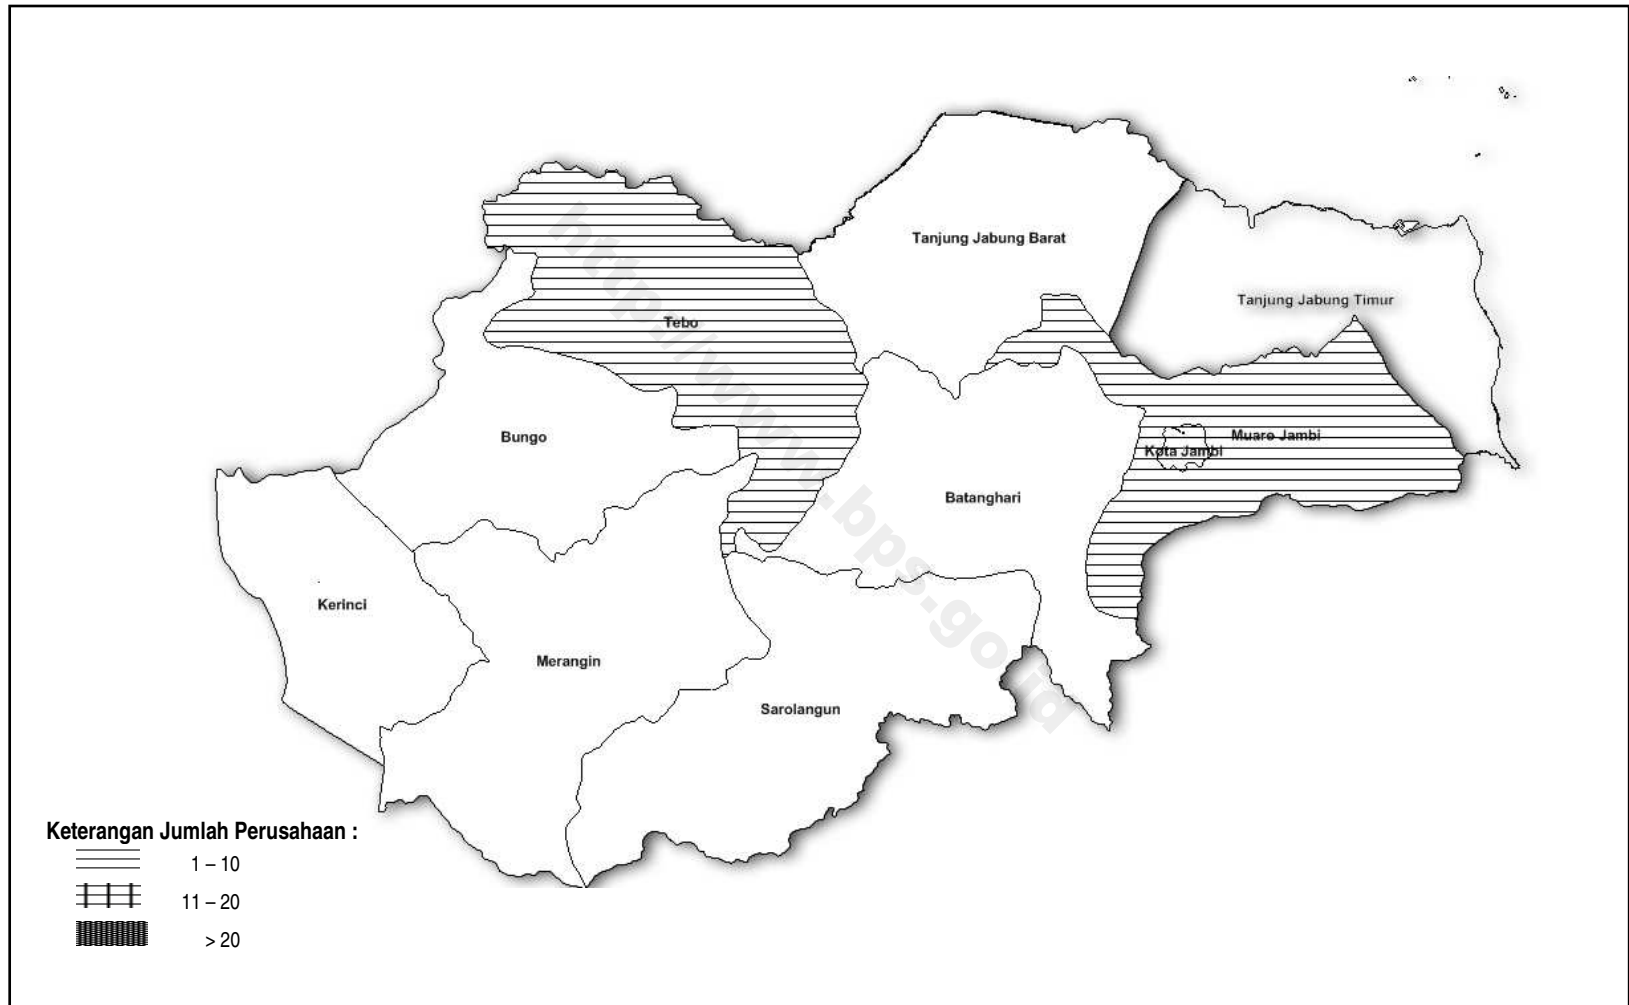 Tanjung Jabung Barat
Tanjung Jabung Timur
Tebo
Bungo
Muaro Jambi
Kota Jambi
Batanghari
Kerinci
Merangin
Sarolangun
http://www.bps.go.id
Keterangan Jumlah Perusahaan :
1 – 10
11 – 20
> 20